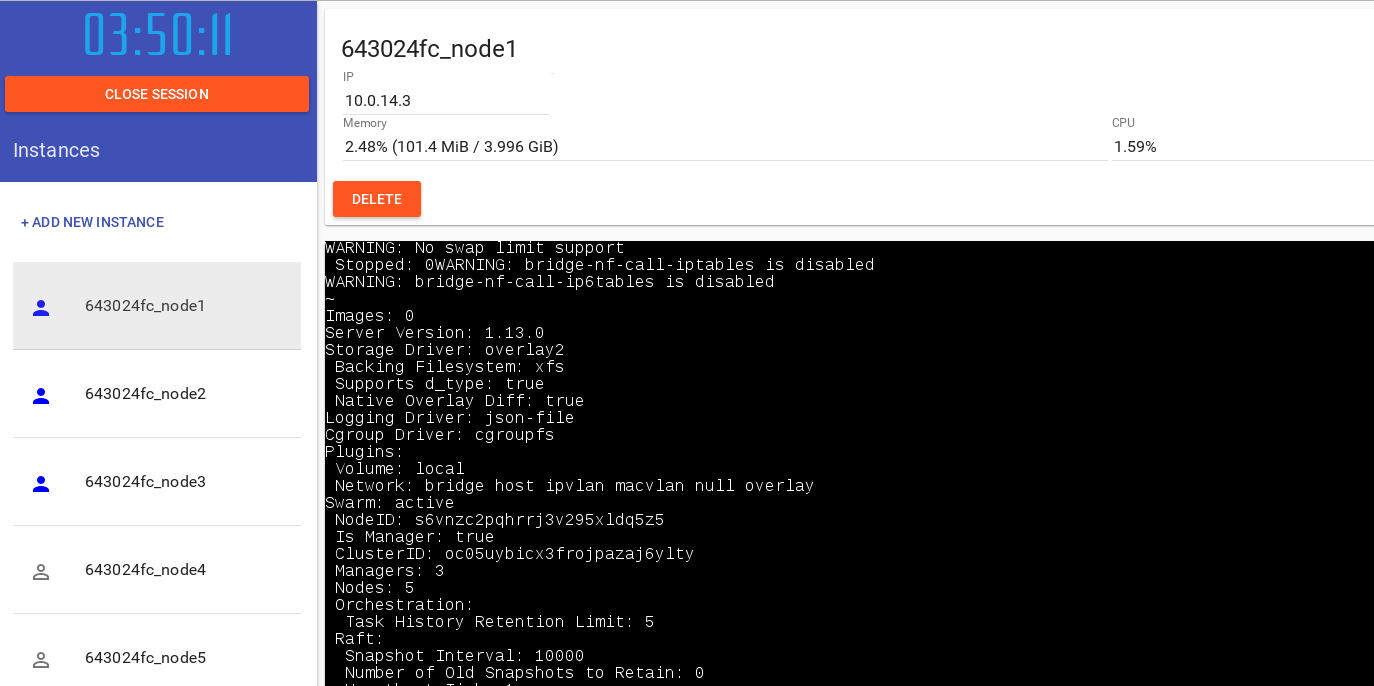 03:50:11
CLOSE SESSION
Instances
+ ADD NEW INSTANCE
643024fc_node1
643024fc_node2
643024fc_node3
643024fc_node4
643024fc_node5
643024fc_node1
IP
10.0.14.3
Memory
2.48% (101.4 MiB / 3.996 GiB)
CPU
1.59%
DELETE
WARNING: No swap limit support
Stopped: 0WARNING: bridge-nf-call-iptables is disabled
WARNING: bridge-nf-call-ip6tables is disabled
~
Images: 0
Server Version: 1.13.0
Storage Driver: overlay2
Backing Filesystem: xfs
Supports d_type: true
Native Overlay Diff: true
Logging Driver: json-file
Cgroup Driver: cgroupfs
Plugins:
Volume: local
Network: bridge host ipvlan macvlan null overlay
Swarm: active
NodeID: s6vnzc2pqhrrj3v295xldq5z5
Is Manager: true
ClusterID: oc05uybicx3frojpazaj6ylty
Managers: 3
Nodes: 5
Orchestration:
Task History Retention Limit: 5
Raft:
Snapshot Interval: 10000
Number of Old Snapshots to Retain: 0